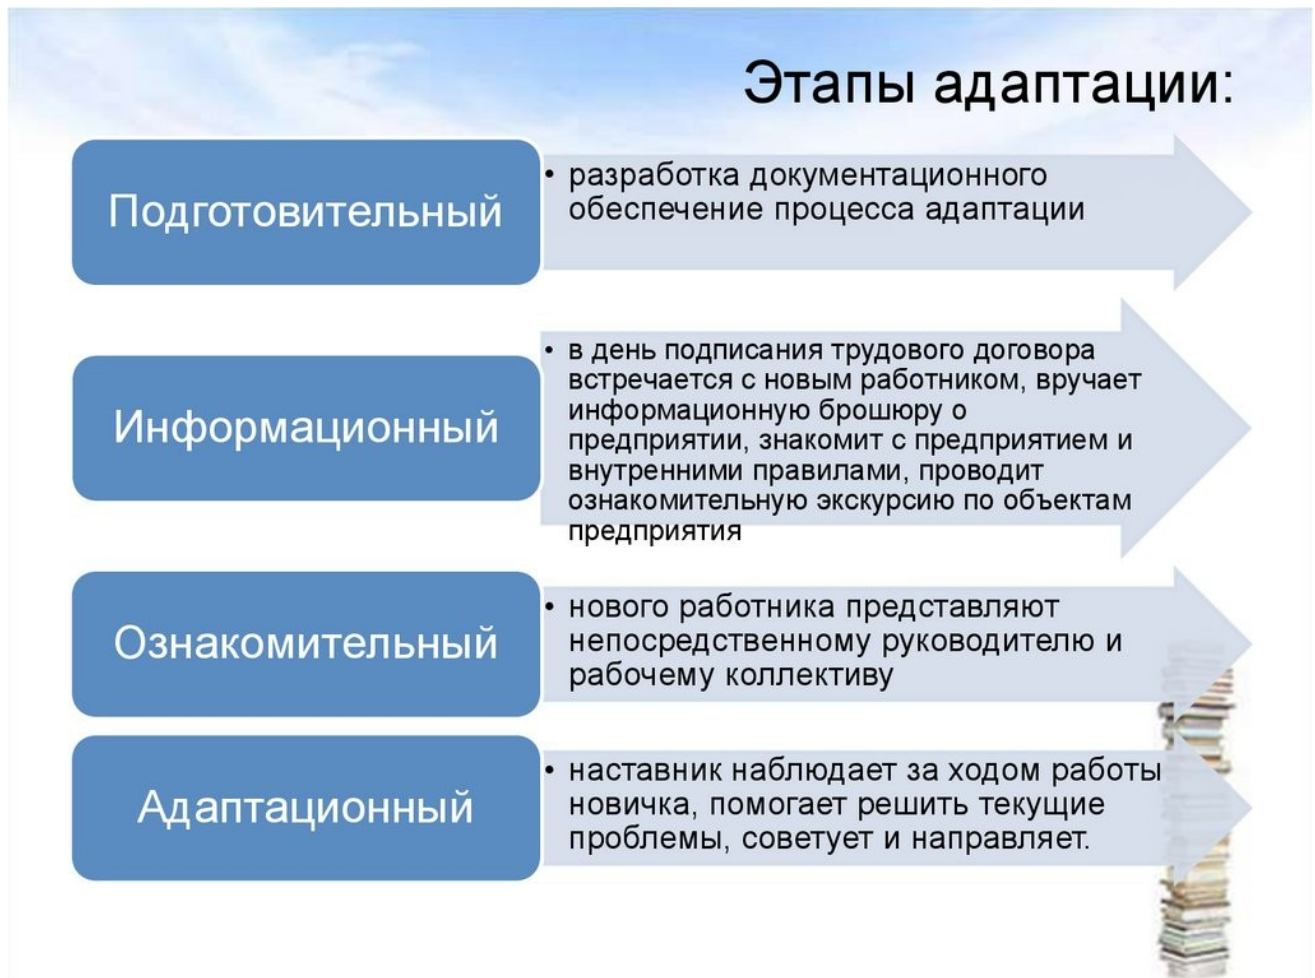 Этапы адаптации:
Подготовительный
• разработка документационного
обеспечение процесса адаптации
Информационный
• в день подписания трудового договора
встречается с новым работником, вручает
информационную брошюру о
предприятии, знакомит с предприятием и
внутренними правилами, проводит
ознакомительную экскурсию по объектам
предприятия
Ознакомительный
• нового работника представляют
непосредственному руководителю и
рабочему коллективу
Адаптационный
• наставник наблюдает за ходом работы
новичка, помогает решить текущие
проблемы, советует и направляет.